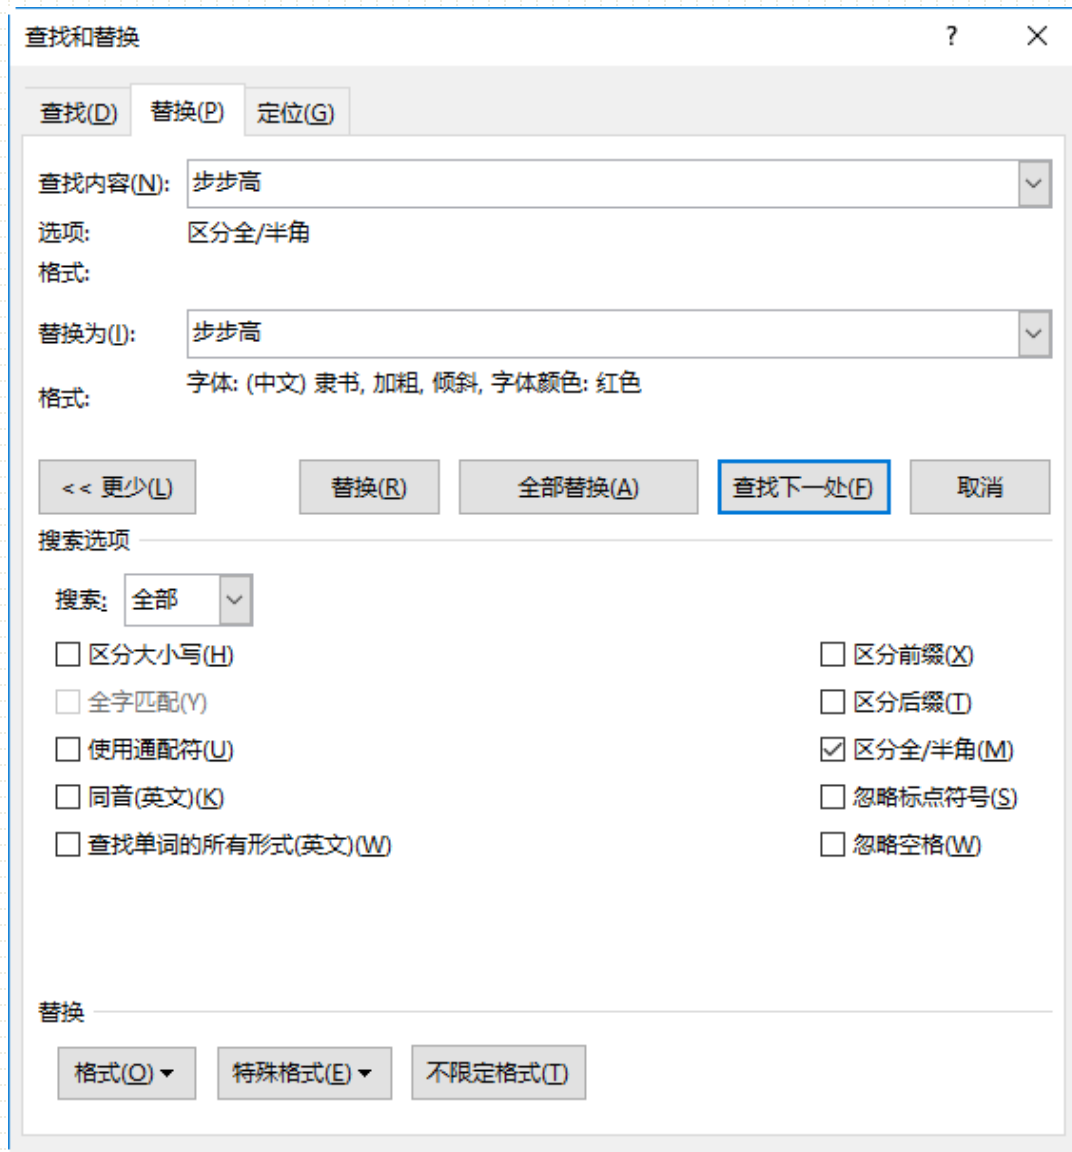 查找和替换 ?
查找(D) 替换(P) 定位(G)
查找内容(N): 步步高
选项: 区分全/半角
格式:
替换为(I): 步步高
格式: 字体: (中文) 隶书, 加粗, 倾斜, 字体颜色: 红色
<< 更少(L) 替换(R) 全部替换(A) 查找下一处(F) 取消
搜索选项
搜索: 全部
区分大小写(H) 区分前缀(X)
全字匹配(Y) 区分后缀(T)
使用通配符(U) 区分全/半角(M)
同音(英文)(K) 忽略标点符号(S)
查找单词的所有形式(英文)(W) 忽略空格(W)
替换
格式(O) 特殊格式(E) 不限定格式(T)